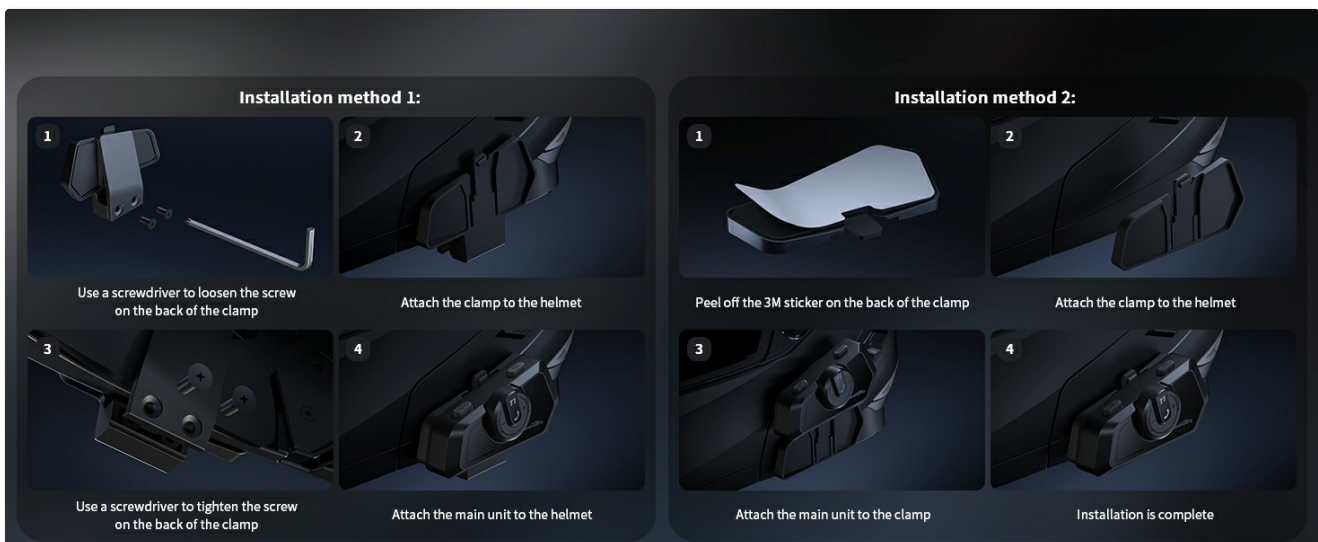 Installation method 1:
1
Use a screwdriver to loosen the screw
on the back of the clamp
2
Attach the clamp to the helmet
3
Use a screwdriver to tighten the screw
on the back of the clamp
4
Attach the main unit to the helmet
Installation method 2:
1
Peel off the 3M sticker on the back of the clamp
2
Attach the clamp to the helmet
3
Attach the main unit to the clamp
4
Installation is complete